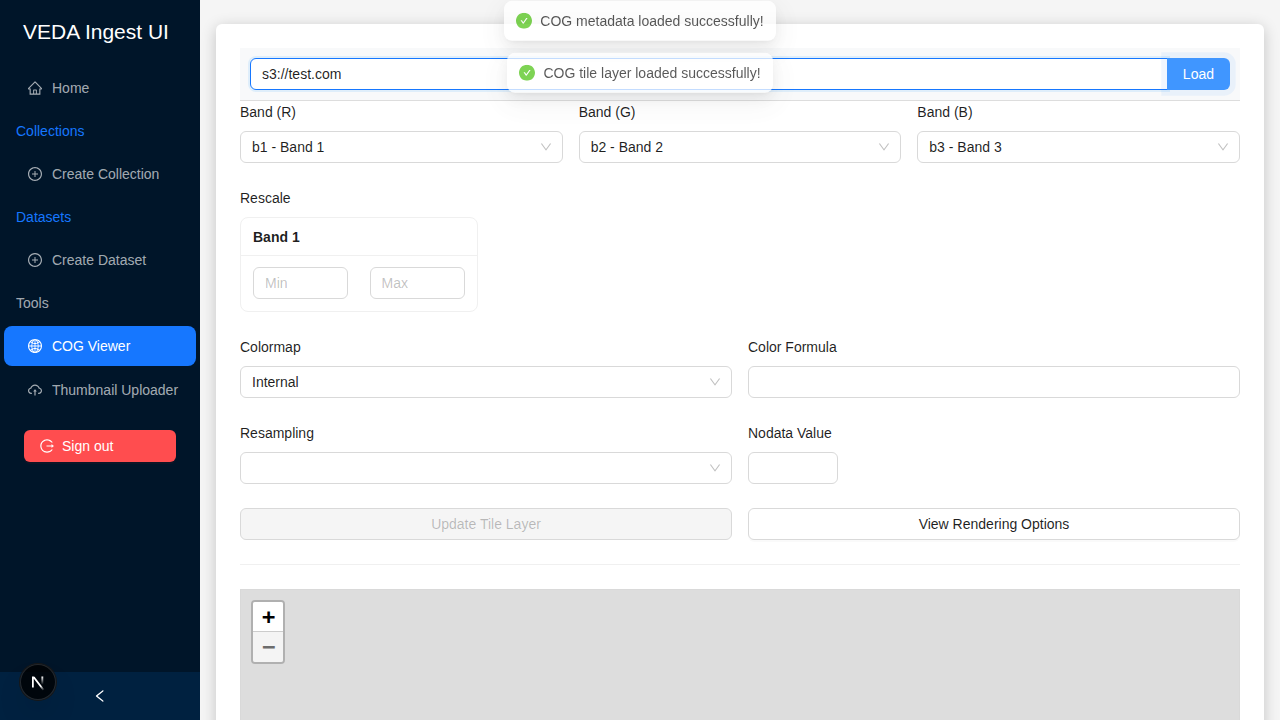 VEDA Ingest UI
Home
Collections
Create Collection
Datasets
Create Dataset
Tools
COG Viewer
Thumbnail Uploader
Sign out
COG metadata loaded successfully!
COG tile layer loaded successfully!
s3://test.com
Load
Band (R) Band (G) Band (B)
b1 - Band 1 b2 - Band 2 b3 - Band 3
Rescale
Band 1
Min Max
Colormap Color Formula
Internal
Resampling Nodata Value
Update Tile Layer View Rendering Options
+
−
N